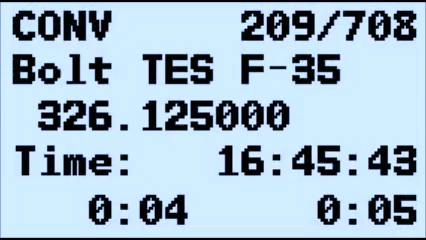 CONV 209/708
Bolt TES F-35
326.125000
Time: 16:45:43
0:04 0:05